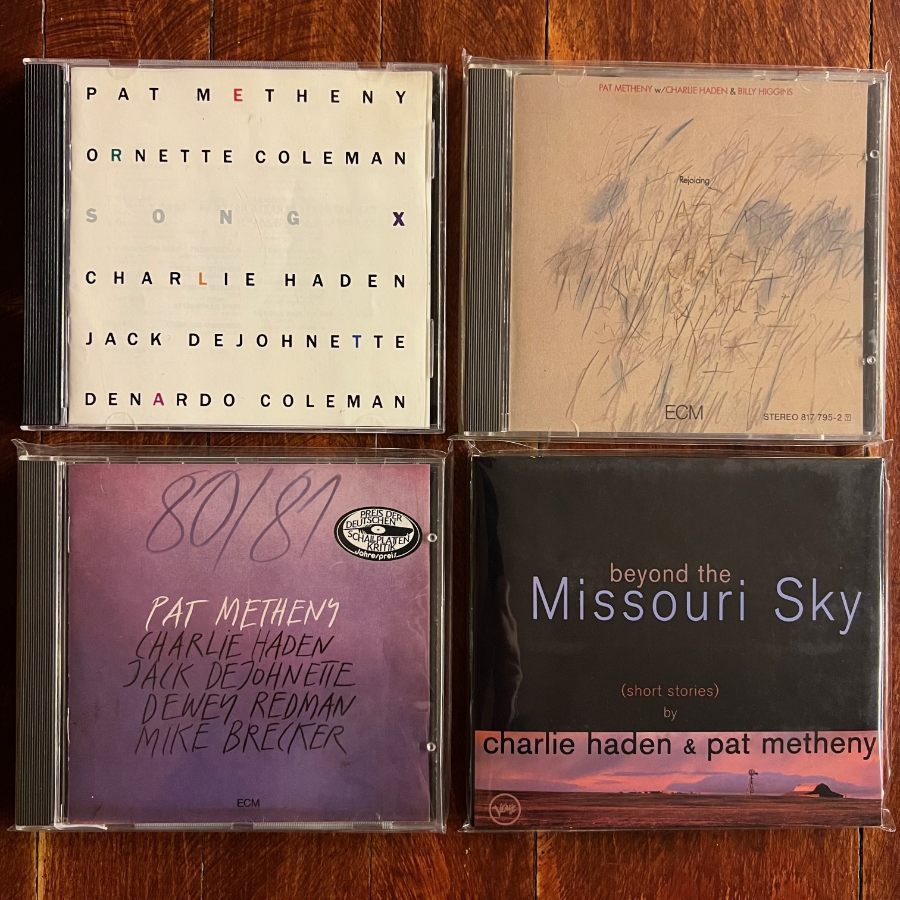 PAT METHENY
ORNETTE COLEMAN
SONG X
CHARLIE HADEN
JACK DEJOHNETTE
DENARDO COLEMAN
PAT METHENY w/CHARLIE HADEN & BILLY HIGGINS
Rejoicing
ECM
STEREO 817 795-2
80/81
PREIS DER
DEUTSCHEN
SCHALLPLATTEN
KRITIK
Jahrespreis
PAT METHENY
CHARLIE HADEN
JACK DEJOHNETTE
DEWEY REDMAN
MIKE BRECKER
ECM
beyond the
Missouri Sky
(short stories)
by
charlie haden & pat metheny
Verve